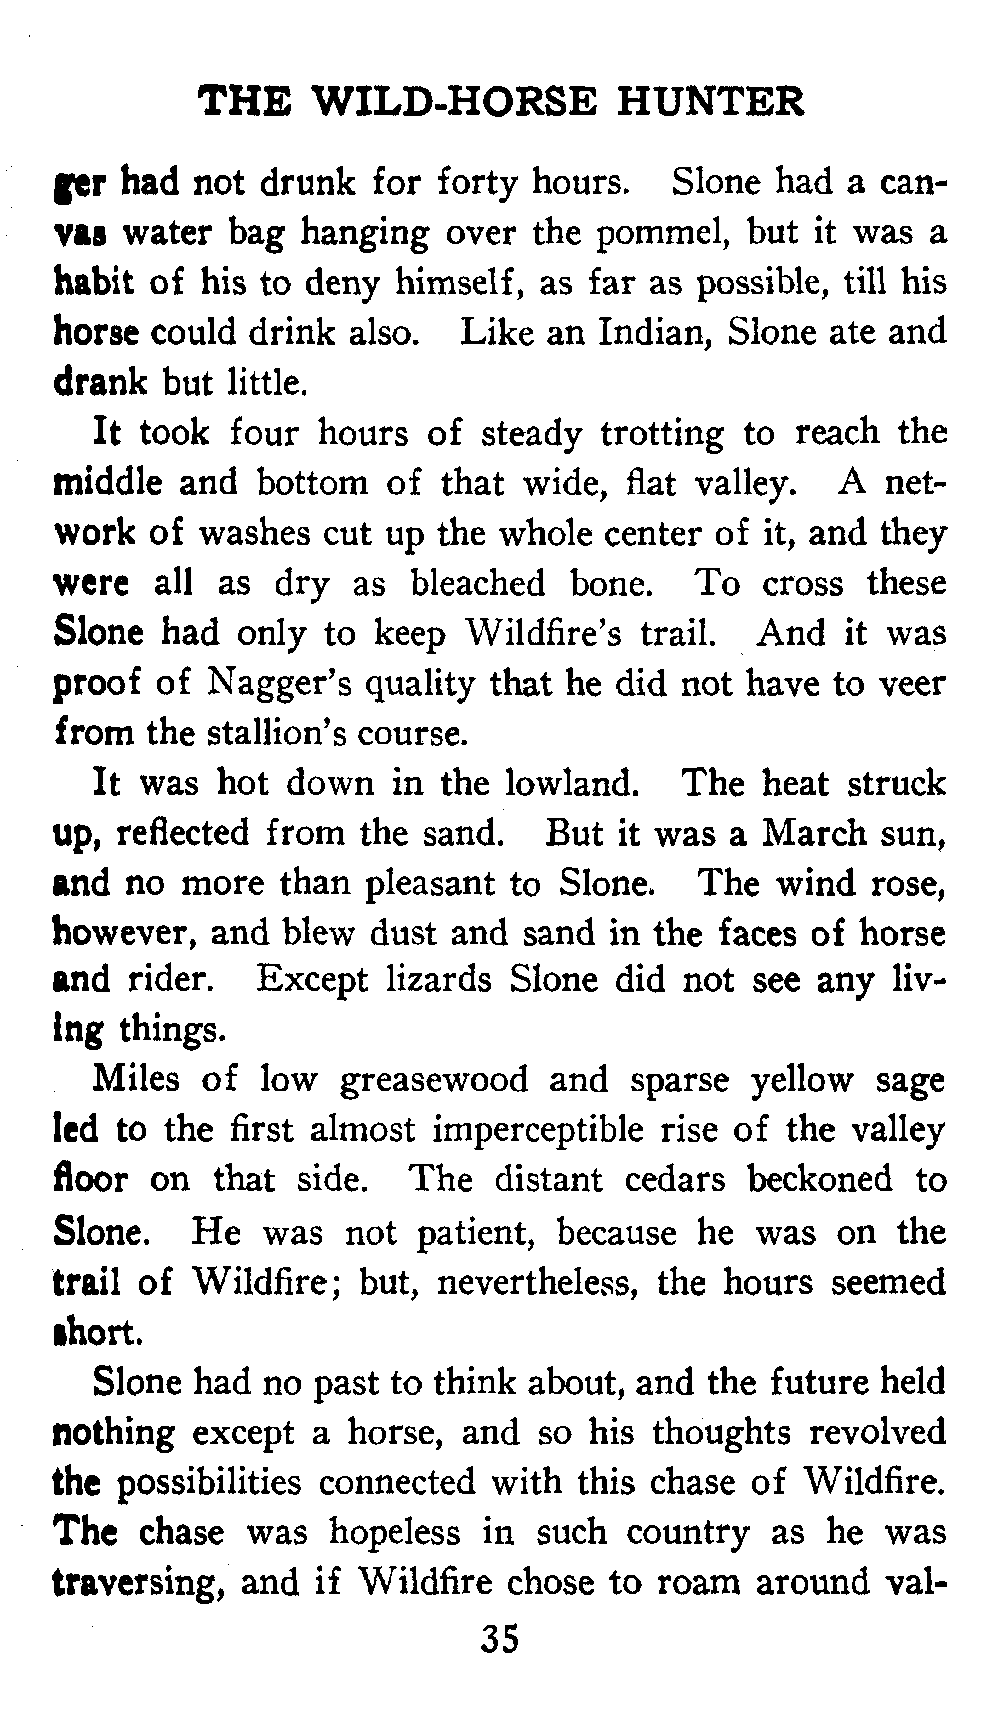 THE WILD-HORSE HUNTER
ger had not drunk for forty hours. Slone had a can-
vas water bag hanging over the pommel, but it was a
habit of his to deny himself, as far as possible, till his
horse could drink also. Like an Indian, Slone ate and
drank but little.
It took four hours of steady trotting to reach the
middle and bottom of that wide, flat valley. A net-
work of washes cut up the whole center of it, and they
were all as dry as bleached bone. To cross these
Slone had only to keep Wildfire's trail. And it was
proof of Nagger's quality that he did not have to veer
from the stallion's course.
It was hot down in the lowland. The heat struck
up, reflected from the sand. But it was a March sun,
and no more than pleasant to Slone. The wind rose,
however, and blew dust and sand in the faces of horse
and rider. Except lizards Slone did not see any liv-
ing things.
Miles of low greasewood and sparse yellow sage
led to the first almost imperceptible rise of the valley
floor on that side. The distant cedars beckoned to
Slone. He was not patient, because he was on the
trail of Wildfire; but, nevertheless, the hours seemed
short.
Slone had no past to think about, and the future held
nothing except a horse, and so his thoughts revolved
the possibilities connected with this chase of Wildfire.
The chase was hopeless in such country as he was
traversing, and if Wildfire chose to roam around val-
35